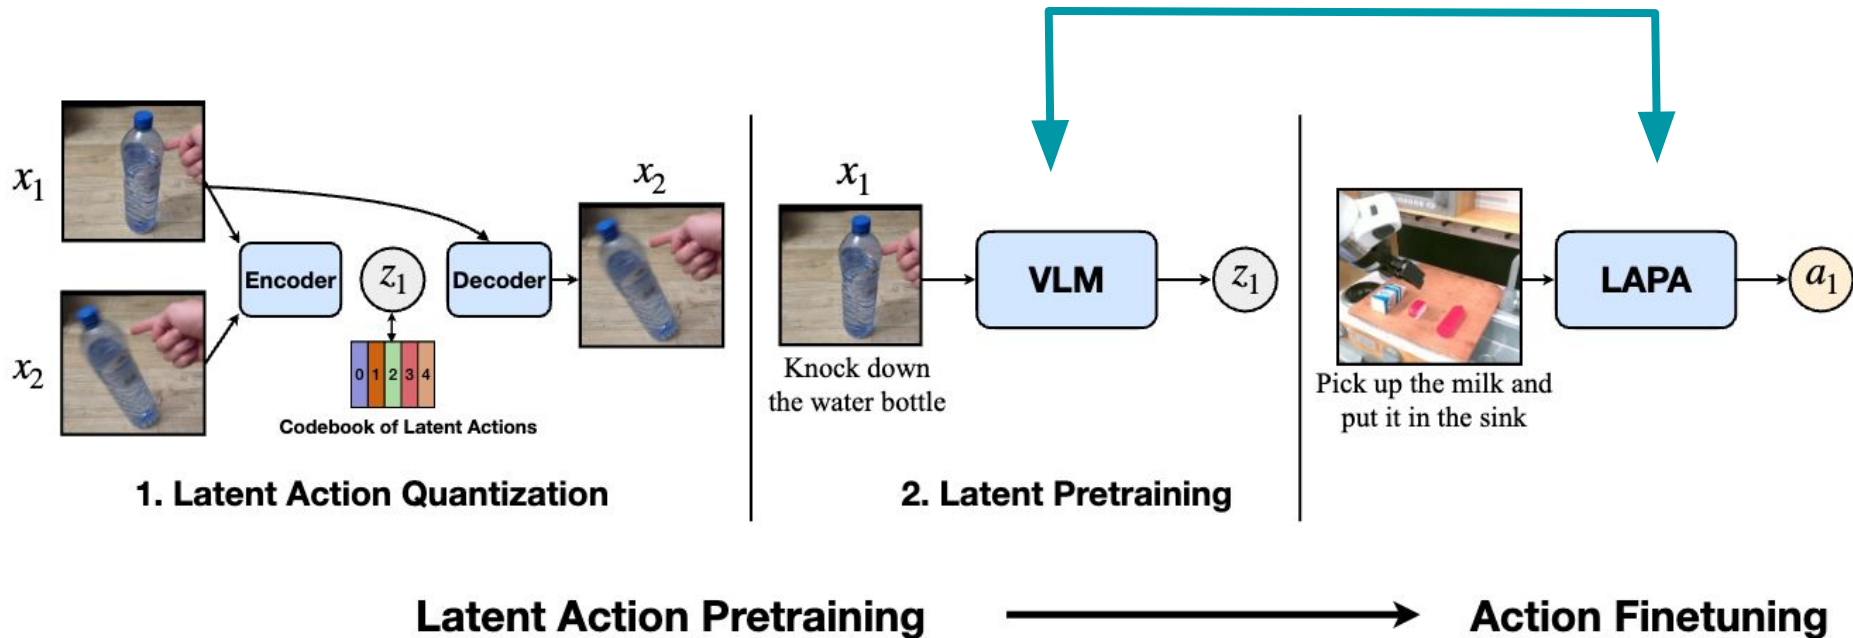 x1
x2
Encoder
z1
Decoder
x2
0 1 2 3 4
Codebook of Latent Actions
1. Latent Action Quantization
x1
Knock down
the water bottle
VLM
z1
2. Latent Pretraining
Pick up the milk and
put it in the sink
LAPA
a1
Latent Action Pretraining
Action Finetuning